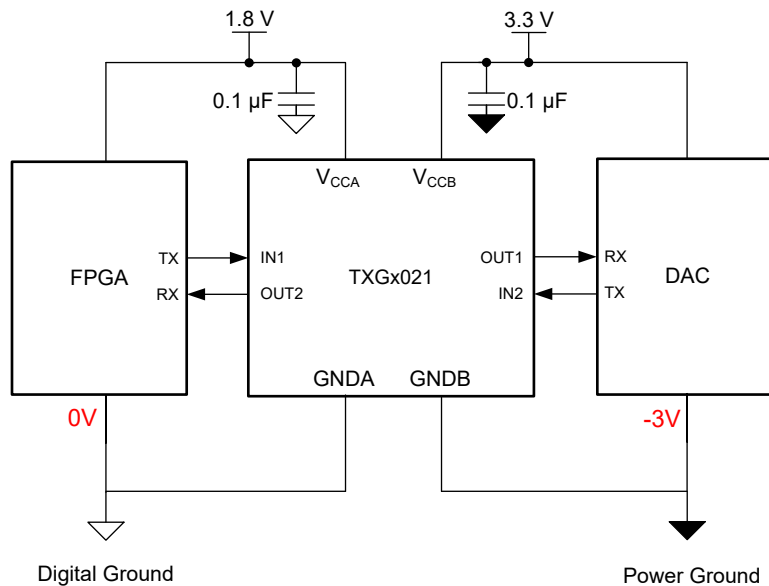 1.8 V
3.3 V
0.1 µF
0.1 µF
VCCA
VCCB
FPGA
TX
RX
IN1
OUT2
TXGx021
OUT1
IN2
RX
TX
DAC
GNDA
GNDB
0V
-3V
Digital Ground
Power Ground